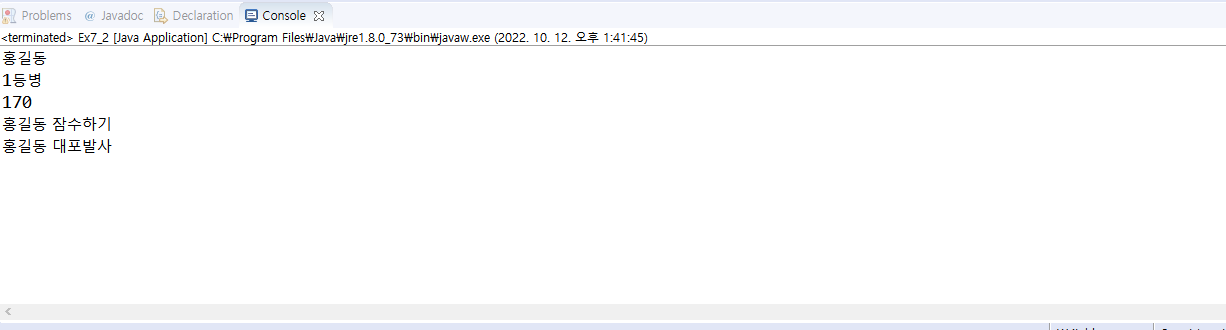 Problems @ Javadoc Declaration Console
<terminated> Ex7_2 [Java Application] C:₩Program Files₩Java₩jre1.8.0_73₩bin₩javaw.exe (2022. 10. 12. 오후 1:41:45)
홍길동
1등병
170
홍길동 잠수하기
홍길동 대포발사